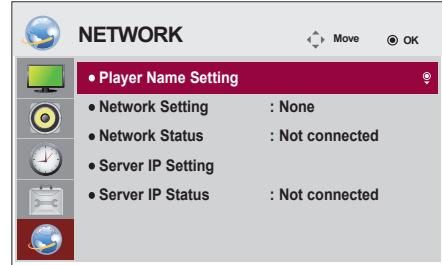 NETWORK Move OK
• Player Name Setting
• Network Setting : None
• Network Status : Not connected
• Server IP Setting
• Server IP Status : Not connected